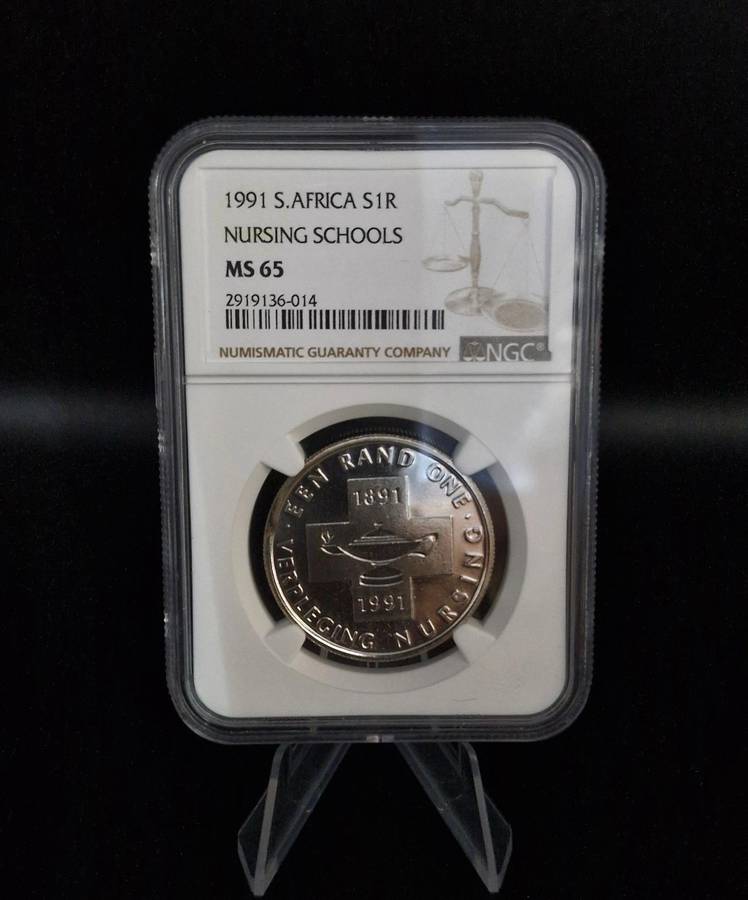 1991 S.AFRICA S1R
NURSING SCHOOLS
MS 65
2919136-014
NUMISMATIC GUARANTY COMPANY NGC®
· EEN RAND ONE ·
1891
1991
VERPLEGING NURSING